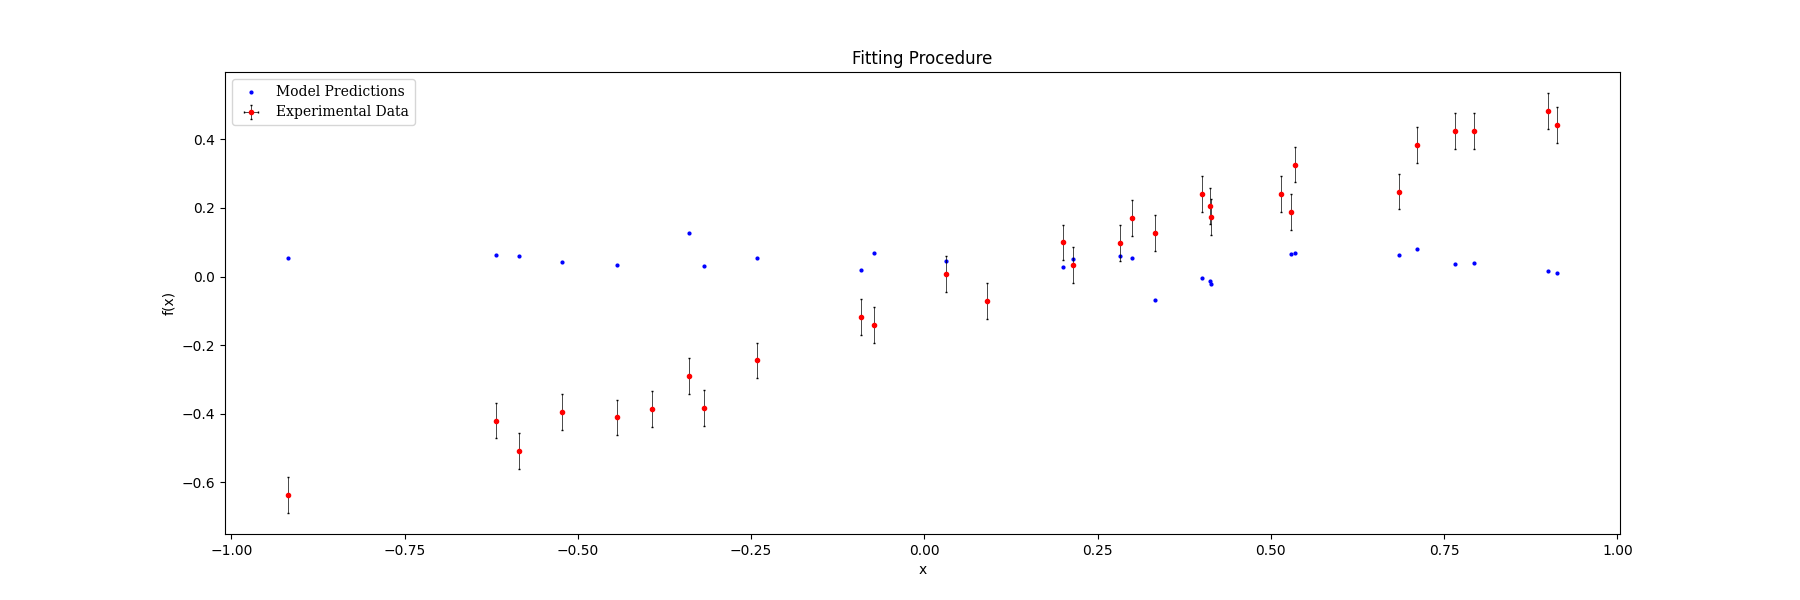 Fitting Procedure
Model Predictions
Experimental Data
f(x)
0.4
0.2
0.0
−0.2
−0.4
−0.6
−1.00 −0.75 −0.50 −0.25 0.00 0.25 0.50 0.75 1.00
x